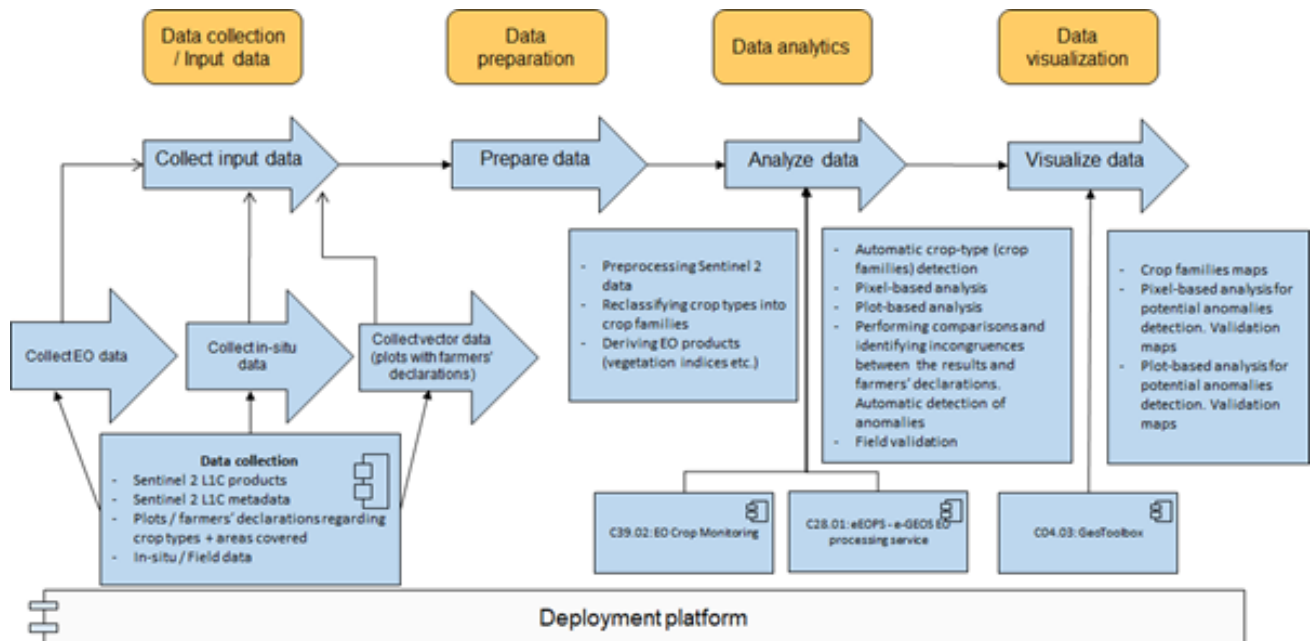 Data collection
/ Input data
Data
preparation
Data analytics
Data
visualization
Collect input data
Prepare data
Analyze data
Visualize data
Collect EO data
Collect in-situ
data
Collect vector data
(plots with farmers'
declarations)
- Preprocessing Sentinel 2
data
- Reclassifying crop types into
crop families
- Deriving EO products
(vegetation indices etc.)
- Automatic crop-type (crop
families) detection
- Pixel-based analysis
- Plot-based analysis
- Performing comparisons and
identifying incongruences
between the results and
farmers' declarations.
Automatic detection of
anomalies
- Field validation
- Crop families maps
- Pixel-based analysis for
potential anomalies
detection. Validation
maps
- Plot-based analysis for
potential anomalies
detection. Validation
maps
Data collection
- Sentinel 2 L1C products
- Sentinel 2 L1C metadata
- Plots / farmers' declarations regarding
crop types + areas covered
- In-situ / Field data
C39.02: EO Crop Monitoring
C28.01: eEOPS - e-GEOS EO
processing service
C04.03: GeoToolbox
Deployment platform